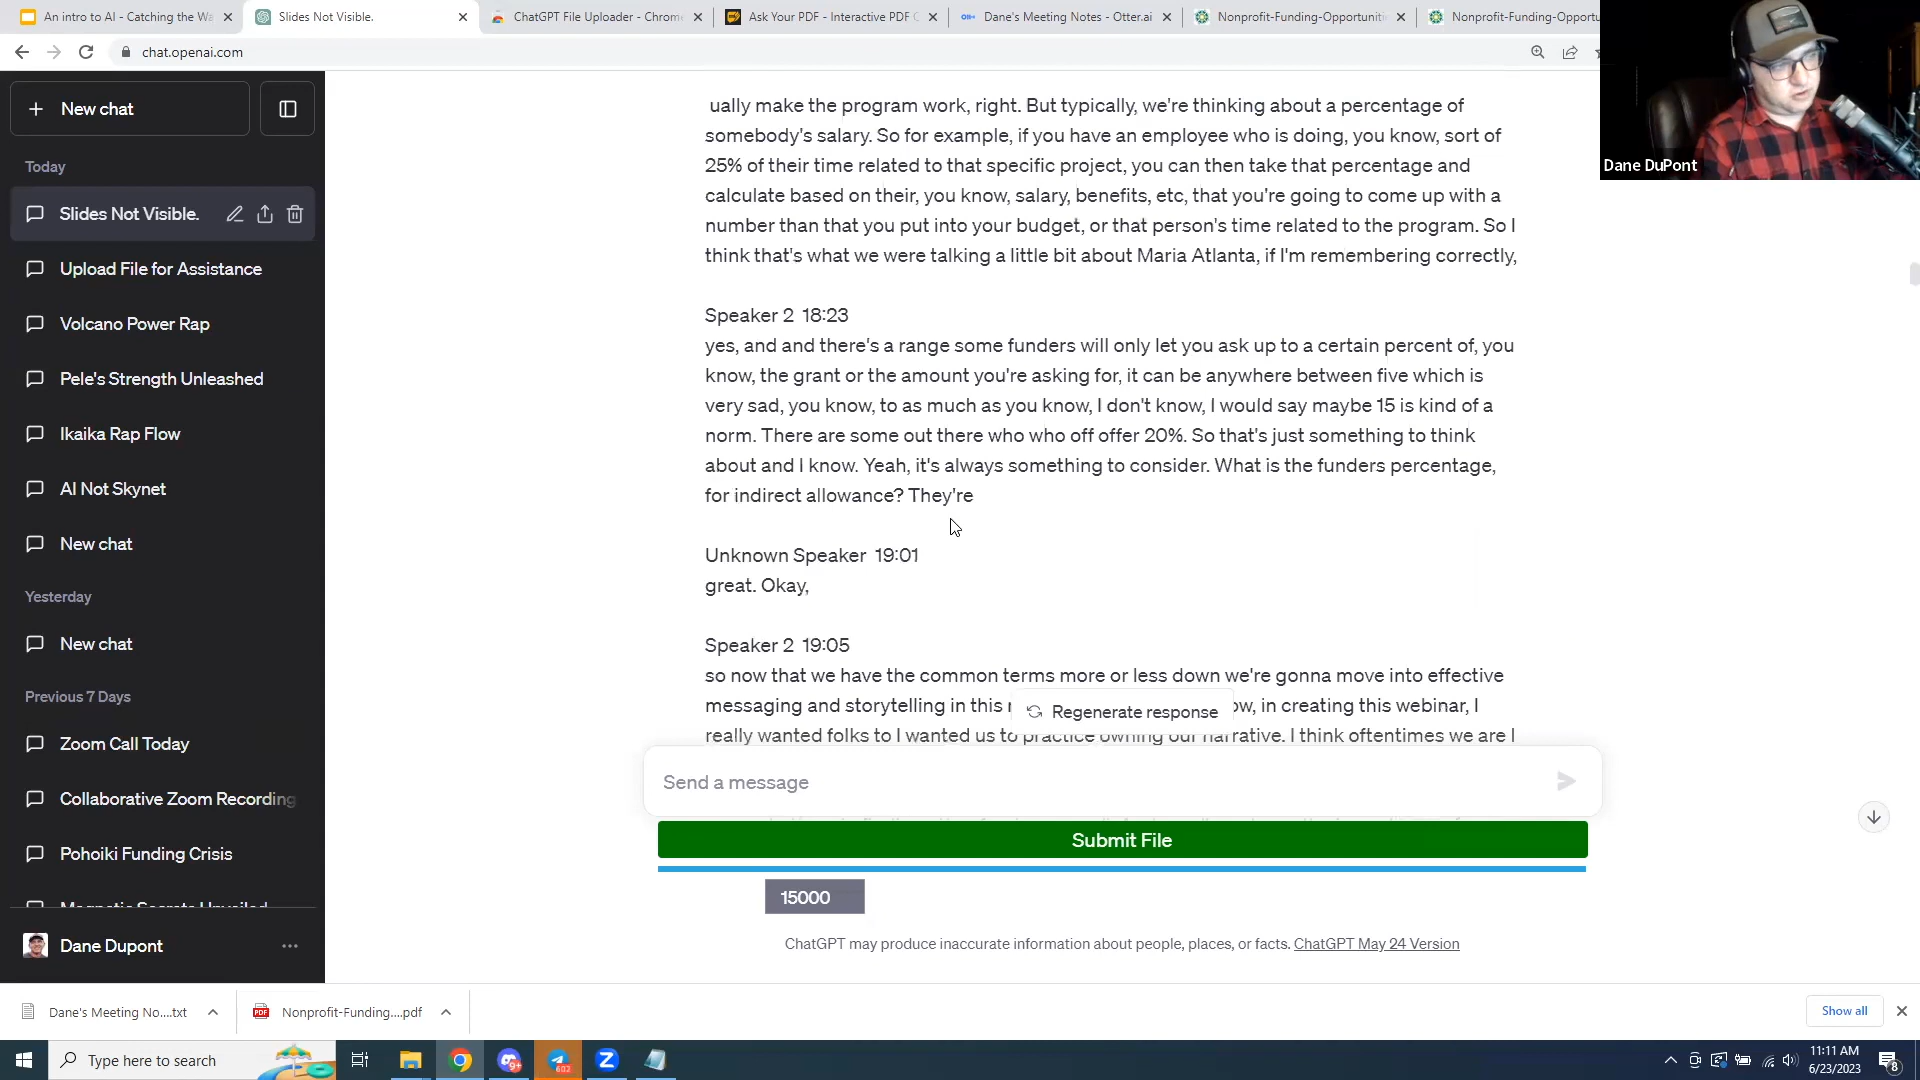 An intro to AI - Catching the Wa
Slides Not Visible.
ChatGPT File Uploader - Chrome
Ask Your PDF - Interactive PDF C
Dane's Meeting Notes - Otter.ai
Nonprofit-Funding-Opportuniti
Nonprofit-Funding-Opportu
chat.openai.com
New chat
Today
Slides Not Visible.
Upload File for Assistance
Volcano Power Rap
Pele's Strength Unleashed
Ikaika Rap Flow
AI Not Skynet
New chat
Yesterday
New chat
Previous 7 Days
Zoom Call Today
Collaborative Zoom Recording
Pohoiki Funding Crisis
Magnetic Secrets Unveiled
Dane Dupont
ually make the program work, right. But typically, we're thinking about a percentage of
somebody's salary. So for example, if you have an employee who is doing, you know, sort of
25% of their time related to that specific project, you can then take that percentage and
calculate based on their, you know, salary, benefits, etc, that you're going to come up with a
number than that you put into your budget, or that person's time related to the program. So I
think that's what we were talking a little bit about Maria Atlanta, if I'm remembering correctly,
Speaker 2 18:23
yes, and and there's a range some funders will only let you ask up to a certain percent of, you
know, the grant or the amount you're asking for, it can be anywhere between five which is
very sad, you know, to as much as you know, I don't know, I would say maybe 15 is kind of a
norm. There are some out there who who off offer 20%. So that's just something to think
about and I know. Yeah, it's always something to consider. What is the funders percentage,
for indirect allowance? They're
Unknown Speaker 19:01
great. Okay,
Speaker 2 19:05
so now that we have the common terms more or less down we're gonna move into effective
messaging and storytelling in this ow, in creating this webinar, I
really wanted folks to I wanted us to practice owning our narrative. I think oftentimes we are I
Regenerate response
Send a message
Submit File
15000
ChatGPT may produce inaccurate information about people, places, or facts. ChatGPT May 24 Version
Dane DuPont
Dane's Meeting No....txt
Nonprofit-Funding....pdf
Show all
Type here to search
9+
602
11:11 AM
6/23/2023
8